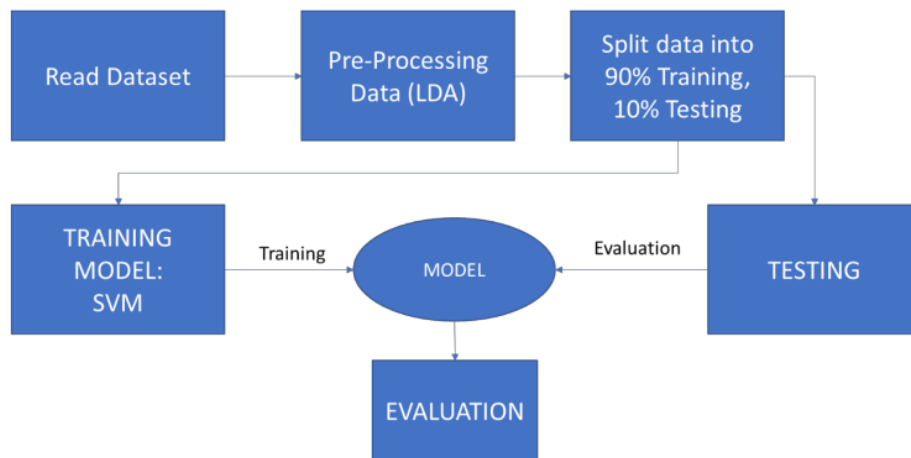 Read Dataset
Pre-Processing
Data (LDA)
Split data into
90% Training,
10% Testing
TRAINING
MODEL:
SVM
Training
MODEL
Evaluation
TESTING
EVALUATION